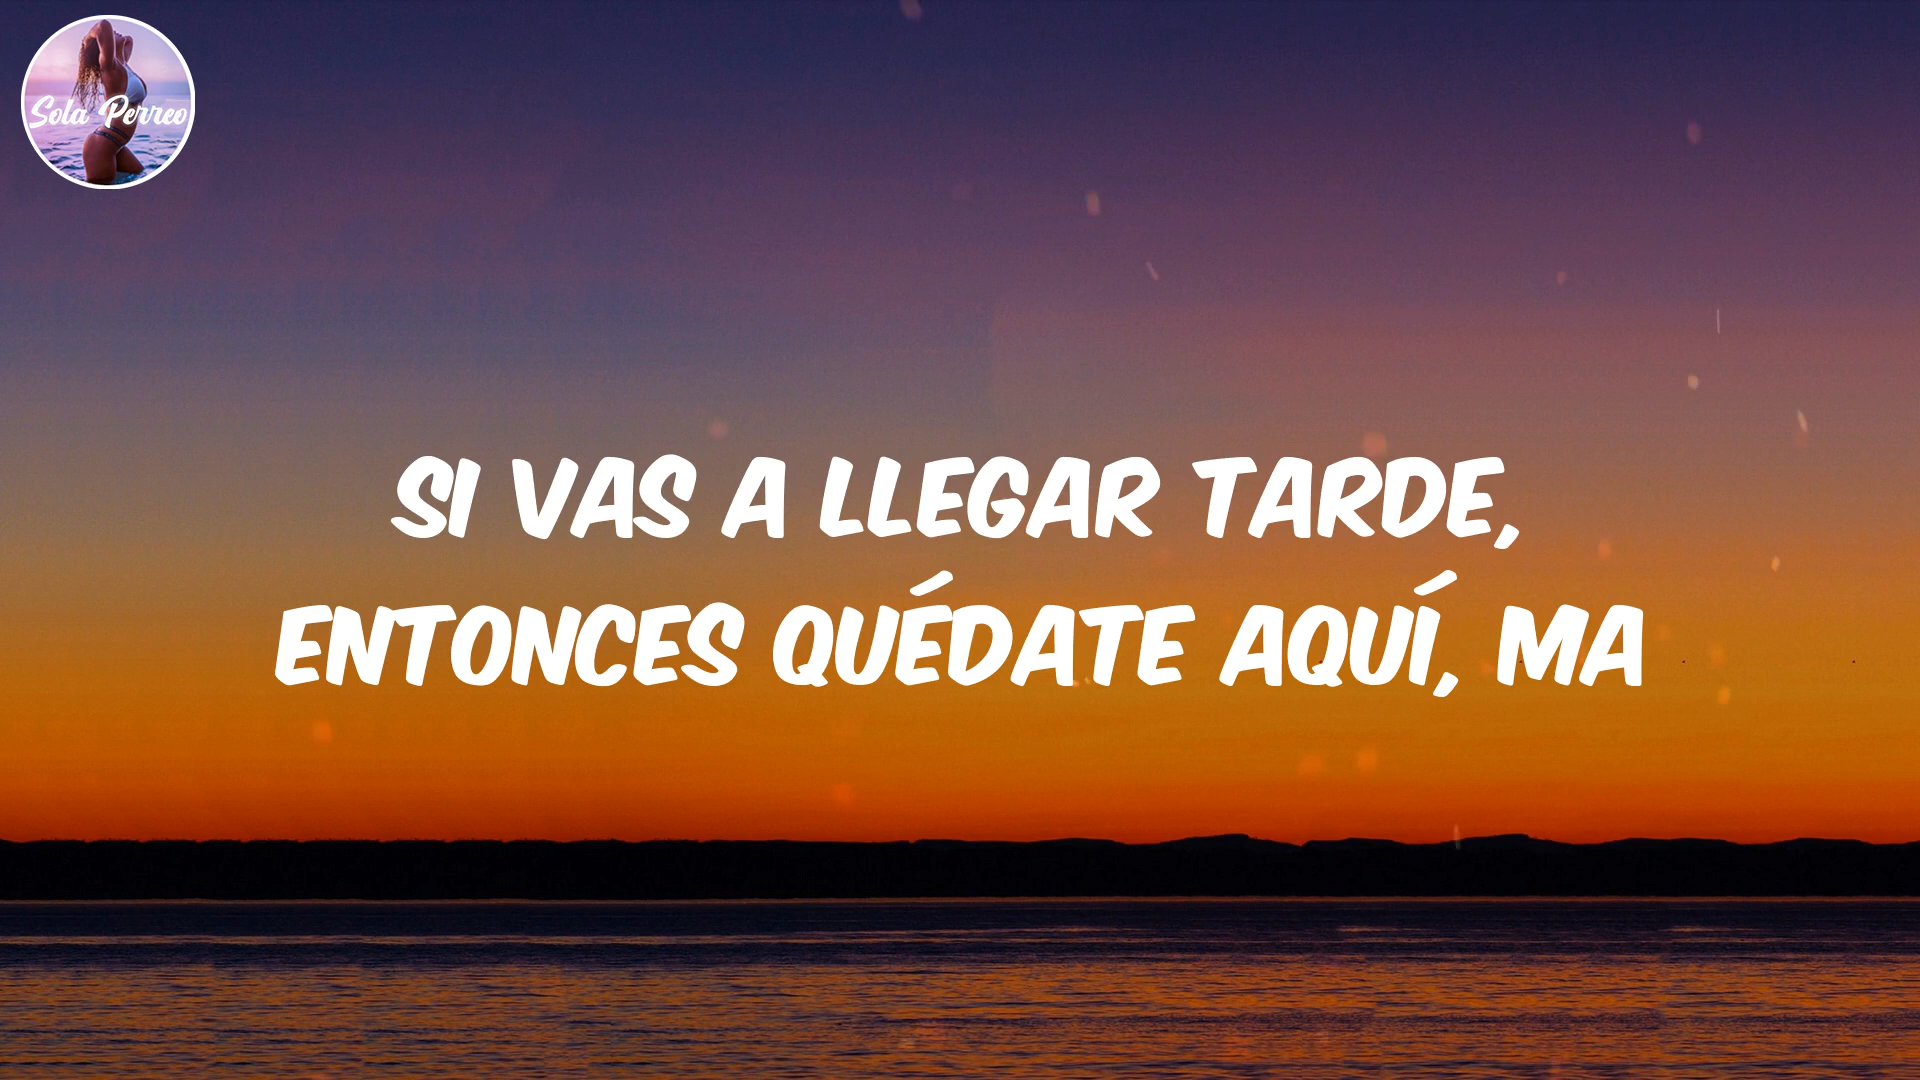 Sola Perreo
SI VAS A LLEGAR TARDE,
ENTONCES QUÉDATE AQUÍ, MA